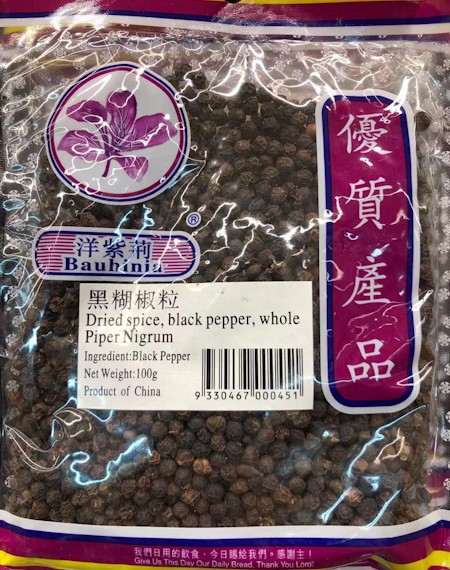 優質產品
®
洋紫荊
Bauhinia
黑糊椒粒
Dried spice, black pepper, whole
Piper Nigrum
Ingredient:Black Pepper
Net Weight:100g
Product of China
9 330467 000451
我們日用的飲食，今日賜給我們。感謝主！
Give Us This Day Our Daily Bread, Thank You Lord!